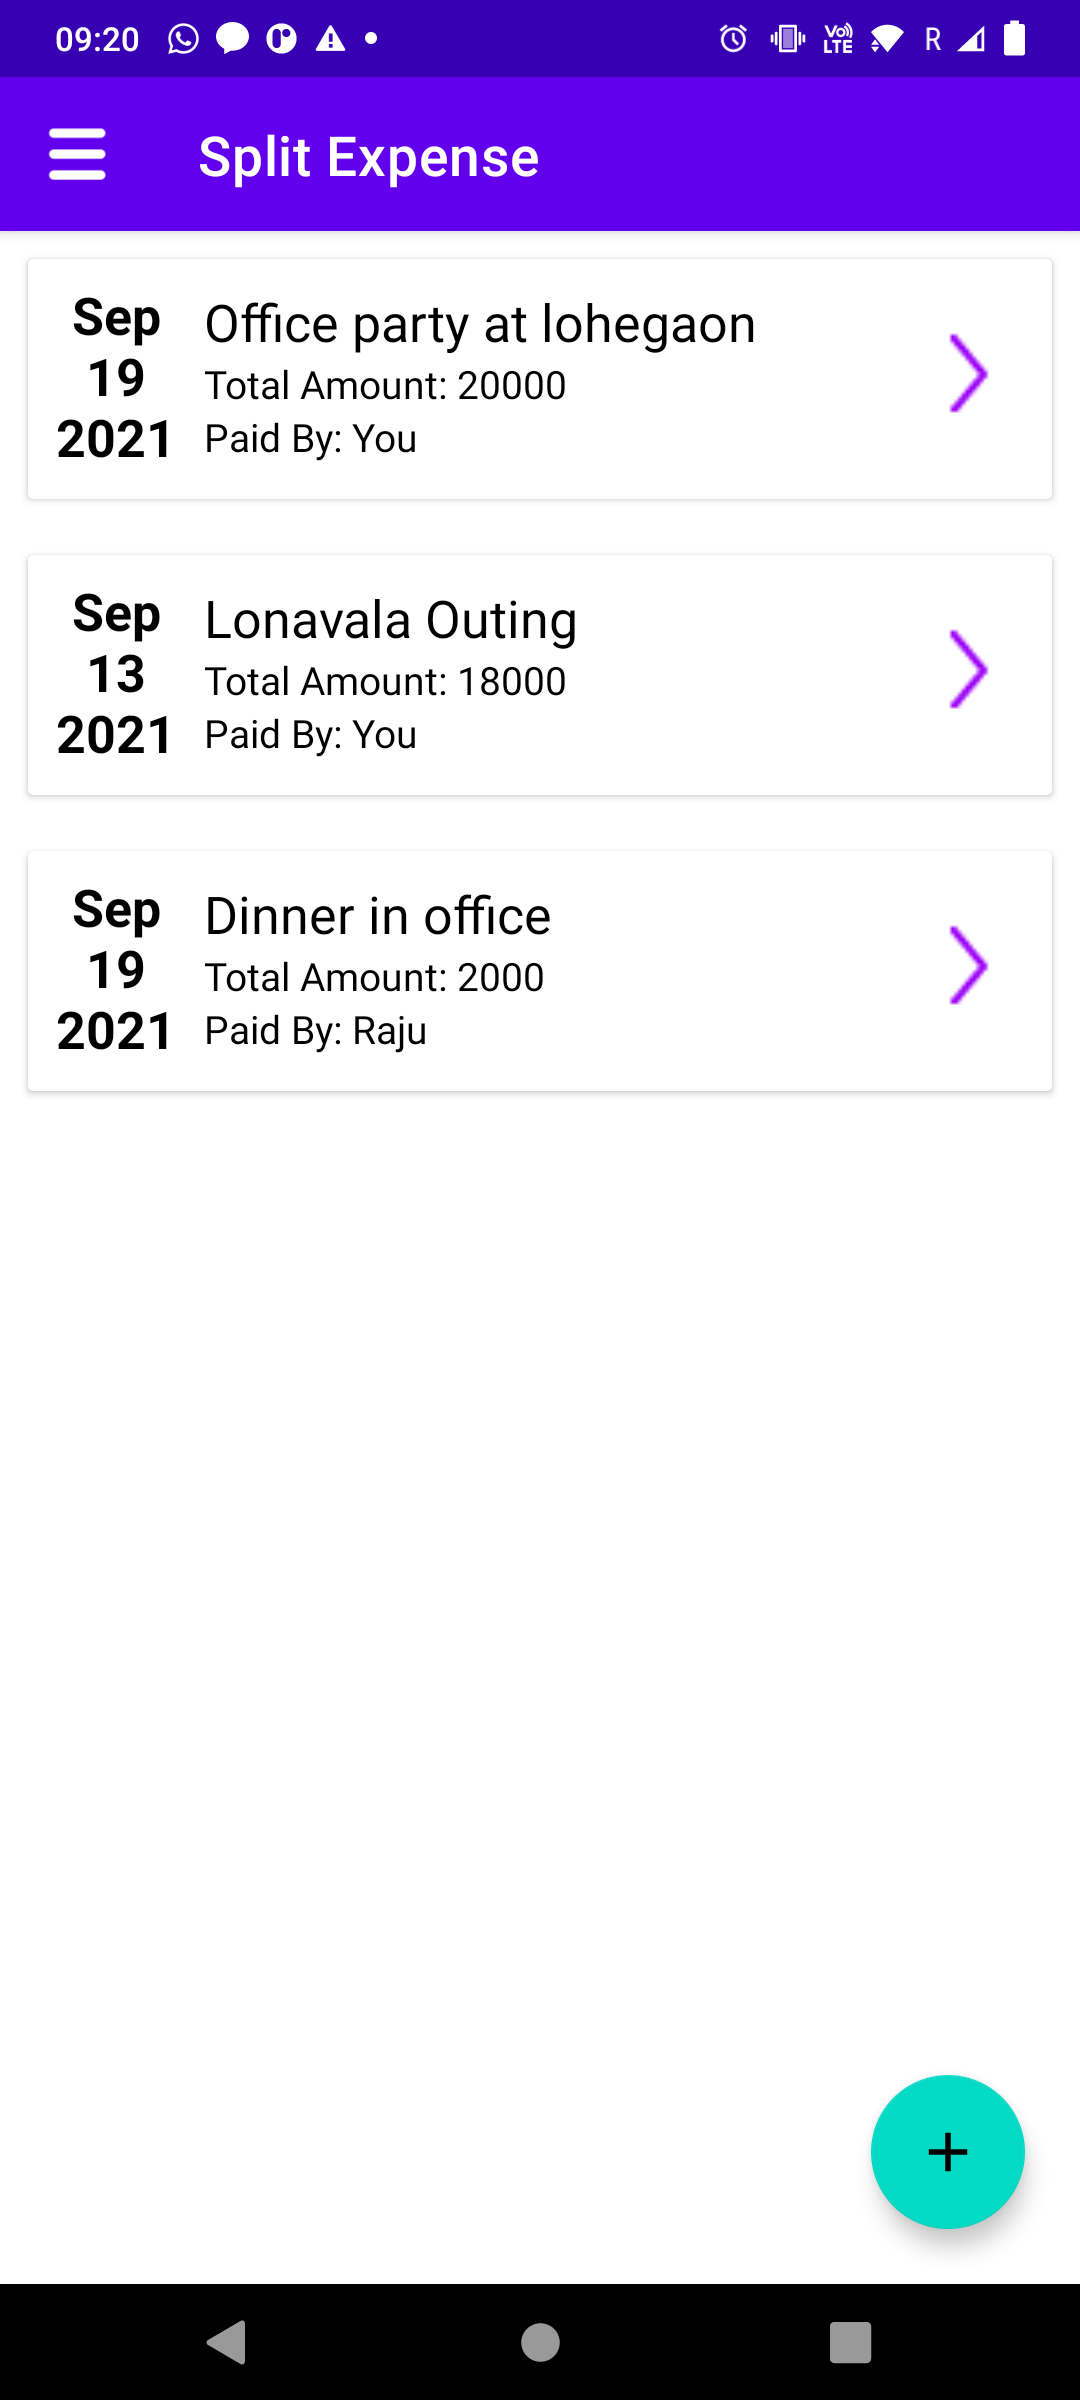 09:20
VoLTE R
Split Expense
Sep
19
2021
Office party at lohegaon
Total Amount: 20000
Paid By: You
Sep
13
2021
Lonavala Outing
Total Amount: 18000
Paid By: You
Sep
19
2021
Dinner in office
Total Amount: 2000
Paid By: Raju
+